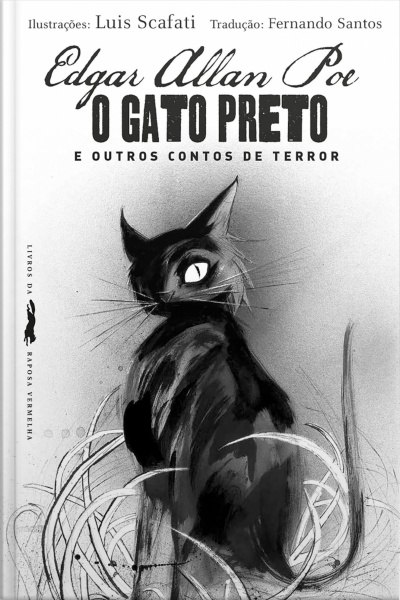 Ilustrações: Luis Scafati Tradução: Fernando Santos
Edgar Allan Poe
O GATO PRETO
E OUTROS CONTOS DE TERROR
LIVROS DA
RAPOSA VERMELHA